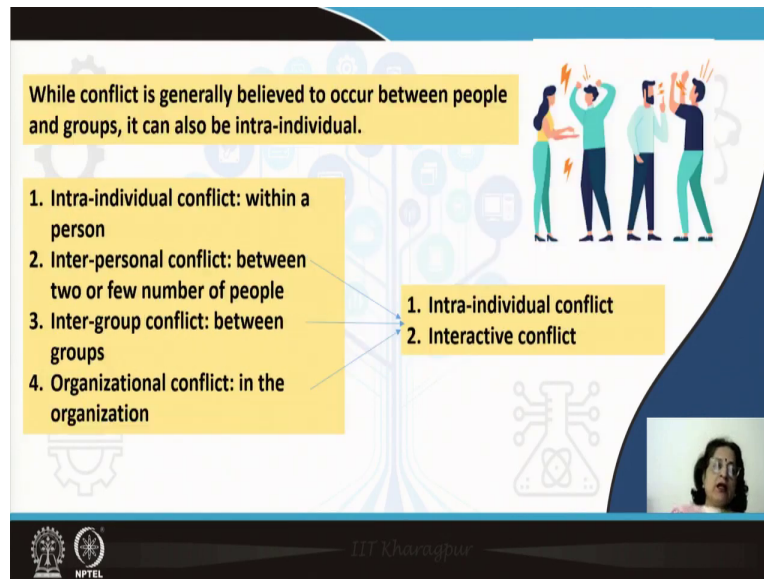 While conflict is generally believed to occur between people
and groups, it can also be intra-individual.
1. Intra-individual conflict: within a
person
2. Inter-personal conflict: between
two or few number of people
3. Inter-group conflict: between
groups
4. Organizational conflict: in the
organization
1. Intra-individual conflict
2. Interactive conflict
NPTEL
IIT Kharagpur